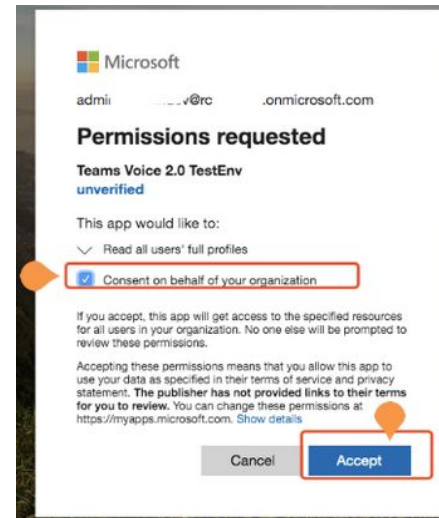 Microsoft
@rc .onmicrosoft.com
Permissions requested
Teams Voice 2.0 TestEnv
unverified
This app would like to:
Read all users' full profiles
Consent on behalf of your organization
If you accept, this app will get access to the specified resources
for all users in your organization. No one else will be prompted to
review these permissions.
Accepting these permissions means that you allow this app to
use your data as specified in their terms of service and privacy
statement. The publisher has not provided links to their terms
for you to review. You can change these permissions at
https://myapps.microsoft.com. Show details
Cancel Accept